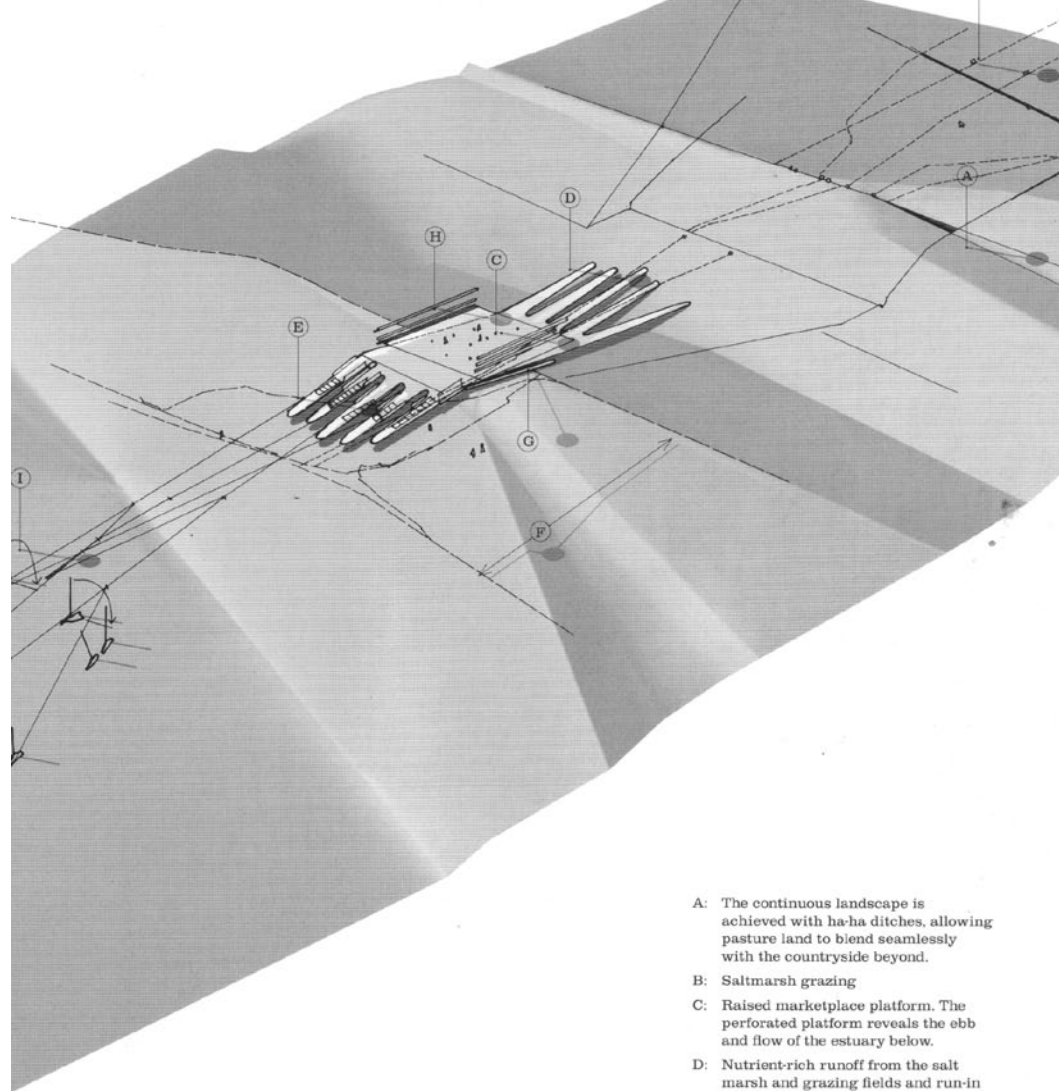 A
D
H
C
E
G
I
F
A: The continuous landscape is
achieved with ha-ha ditches, allowing
pasture land to blend seamlessly
with the countryside beyond.
B: Saltmarsh grazing
C: Raised marketplace platform. The
perforated platform reveals the ebb
and flow of the estuary below.
D: Nutrient-rich runoff from the salt
marsh and grazing fields and run-in